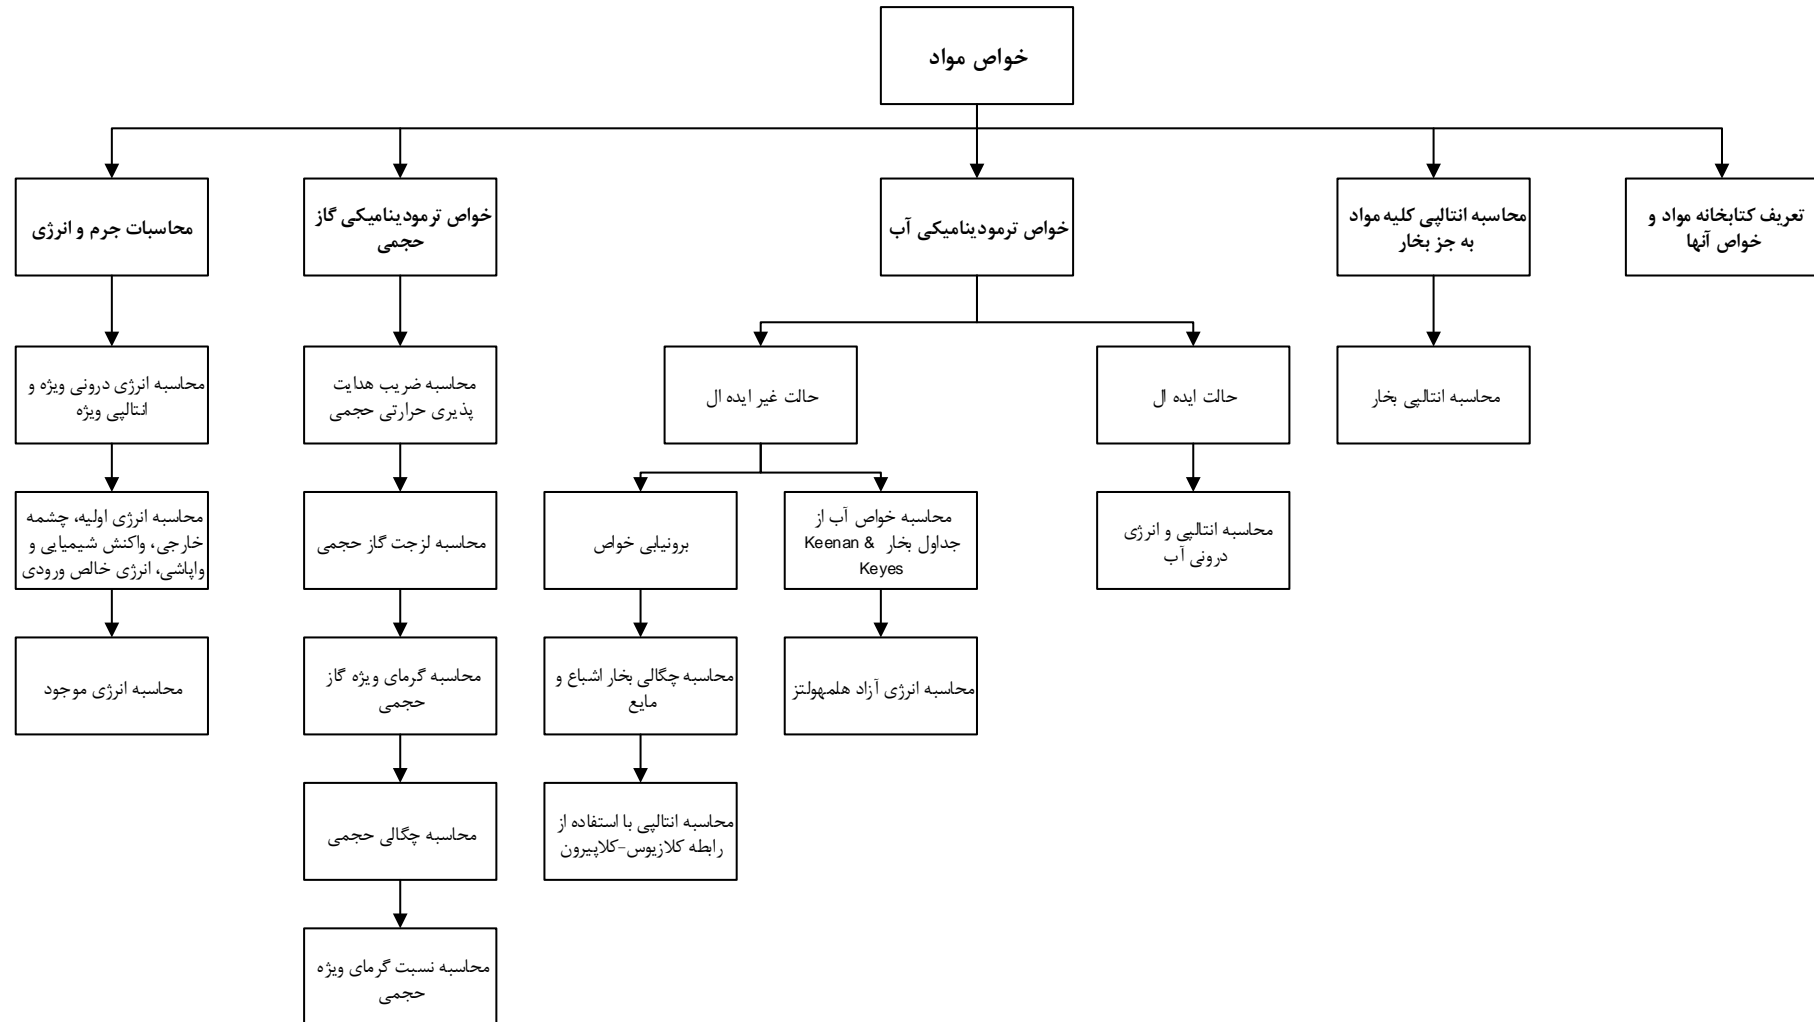 خواص مواد
تعریف کتابخانه مواد و
خواص آنها
محاسبه انتالپی کلیه مواد
به جز بخار
خواص ترمودینامیکی آب
خواص ترمودینامیکی گاز
حجمی
محاسبات جرم و انرژی
محاسبه انتالپی بخار
حالت ایده ال
حالت غیر ایده ال
محاسبه ضریب هدایت
پذیری حرارتی حجمی
محاسبه انرژی درونی ویژه و
انتالپی ویژه
محاسبه انتالپی و انرژی
درونی آب
محاسبه خواص آب از
جداول بخار Keenan &
Keyes
برونیابی خواص
محاسبه لزجت گاز حجمی
محاسبه انرژی اولیه، چشمه
خارجی، واکنش شیمیایی و
واپاشی، انرژی خالص ورودی
محاسبه انرژی آزاد هلمهولتز
محاسبه چگالی بخار اشباع و
مایع
محاسبه گرمای ویژه گاز
حجمی
محاسبه انرژی موجود
محاسبه انتالپی با استفاده از
رابطه کلازیوس-کلاپیرون
محاسبه چگالی حجمی
محاسبه نسبت گرمای ویژه
حجمی